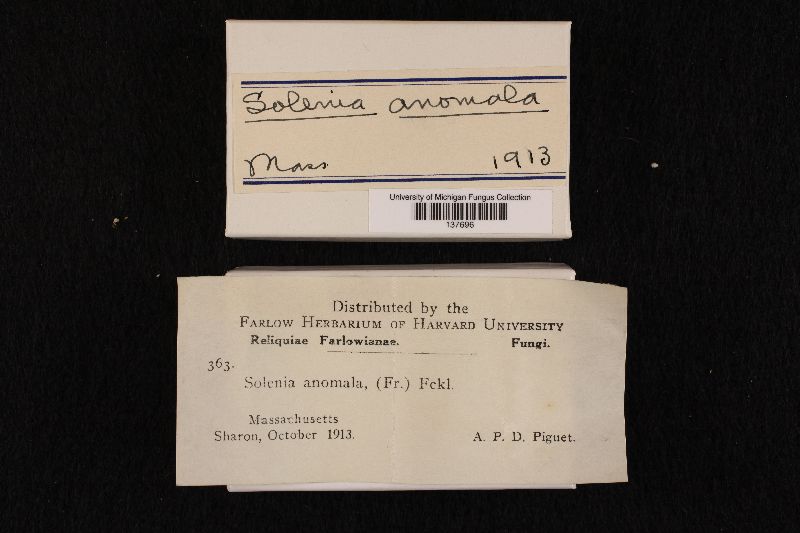 Solenia anomala
Mass. 1913
University of Michigan Fungus Collection
137696
Distributed by the
FARLOW HERBARIUM OF HARVARD UNIVERSITY
Reliquiae Farlowianae. Fungi.
363.
Solenia anomala, (Fr.) Fckl.
Massachusetts
Sharon, October 1913. A. P. D. Piguet.